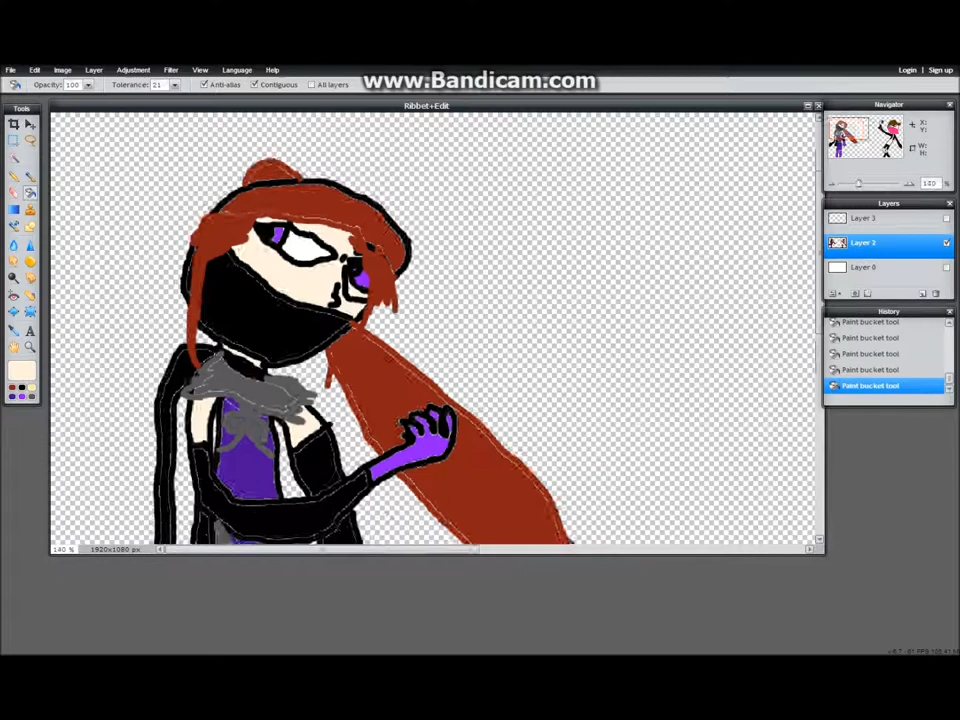 www.Bandicam.com
File Edit Image Layer Adjustment Filter View Language Help
Login | Sign up
Opacity: 100 Tolerance: 21 Anti-alias Contiguous All layers
Tools
Ribbet+Edit
Navigator
X:
Y:
W:
H:
Layers
Layer 3
Layer 2
Layer 0
History
Paint bucket tool
Paint bucket tool
Paint bucket tool
Paint bucket tool
Paint bucket tool
140 % 1920x1080 px